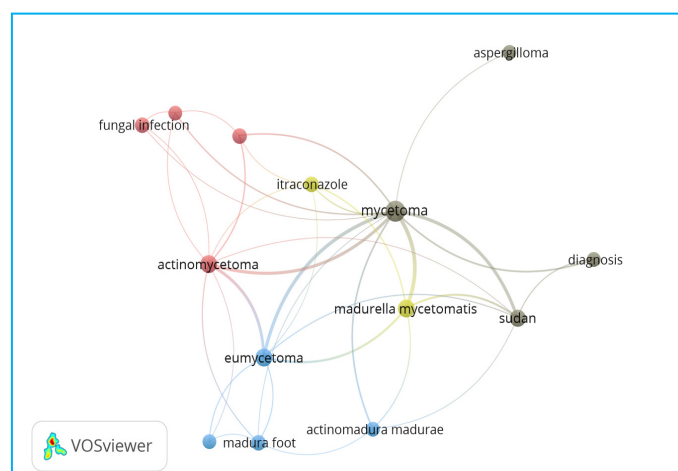 aspergilloma
fungal infection
itraconazole
mycetoma
diagnosis
actinomycetoma
madurella mycetomatis
sudan
eumycetoma
actinomadura madurae
madura foot
VOSviewer